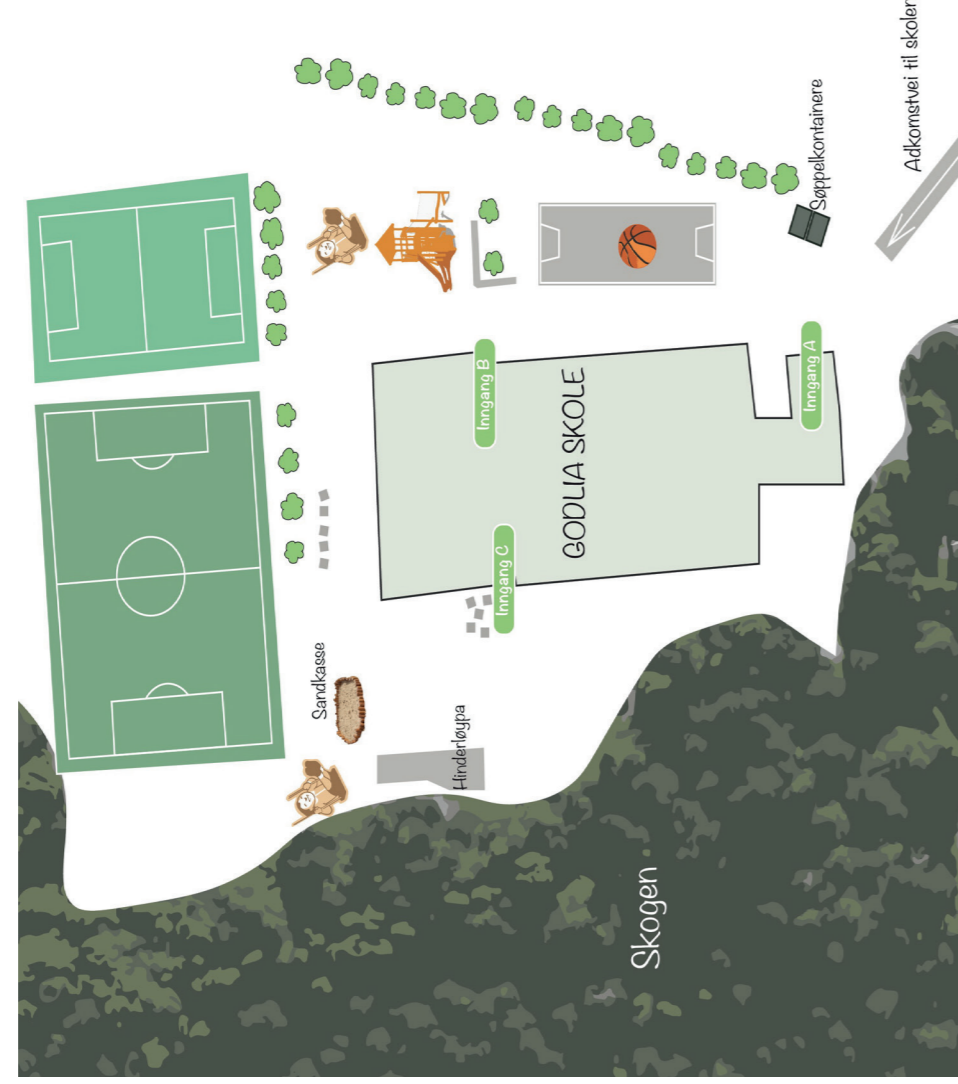 Adkomstvei til skolen
Søppelkontainere
Inngang A
Inngang B
GODLIA SKOLE
Inngang C
Sandkasse
Hinderløypa
Skogen